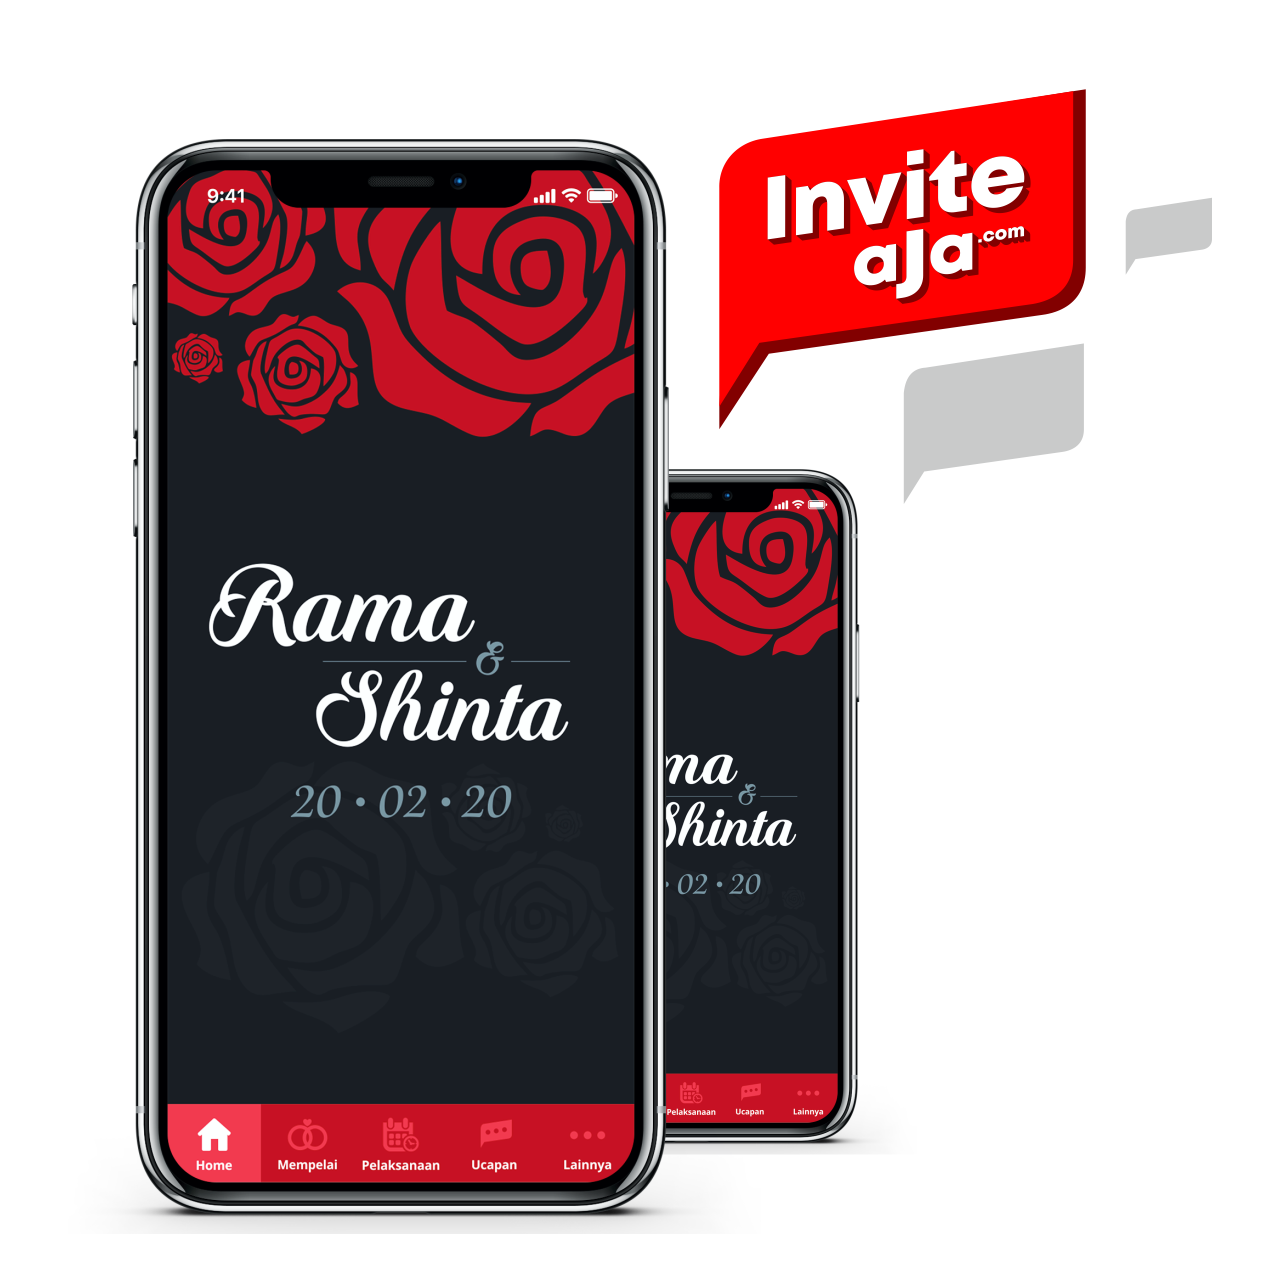 9:41
Invite
aja
.com
Rama
&
Shinta
20 • 02 • 20
Home
Mempelai
Pelaksanaan
Ucapan
Lainnya
ma
&
Shinta
• 02 • 20
Pelaksanaan
Ucapan
Lainnya